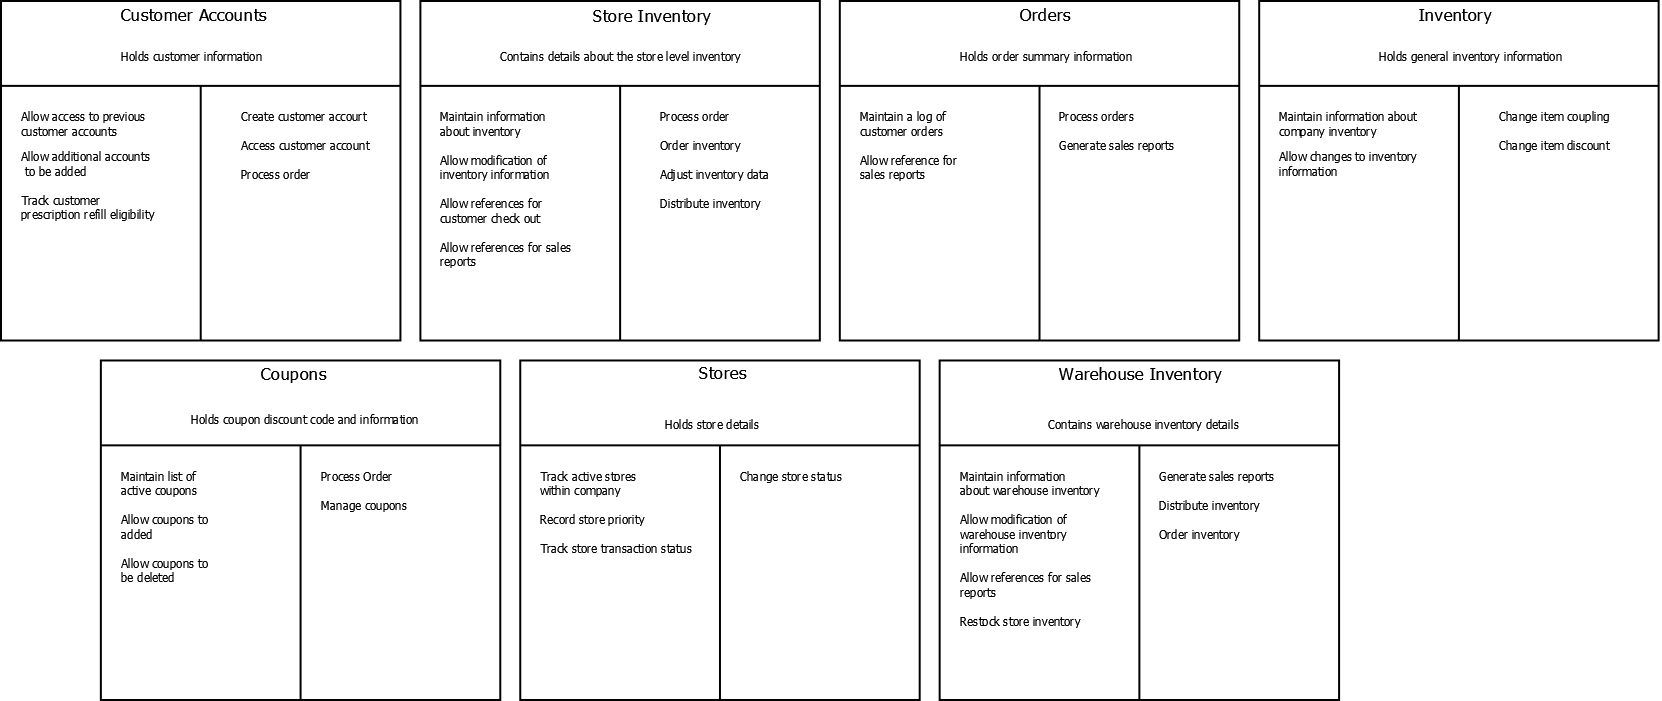 Customer Accounts
Holds customer information
Allow access to previous
customer accounts
Allow additional accounts
to be added
Track customer
prescription refill eligibility
Create customer accourt
Access customer account
Process order
Store Inventory
Contains details about the store level inventory
Maintain information
about inventory
Allow modification of
inventory information
Allow references for
customer check out
Allow references for sales
reports
Process order
Order inventory
Adjust inventory data
Distribute inventory
Orders
Holds order summary information
Maintain a log of
customer orders
Allow reference for
sales reports
Process orders
Generate sales reports
Inventory
Holds general inventory information
Maintain information about
company inventory
Allow changes to inventory
information
Change item coupling
Change item discount
Coupons
Holds coupon discount code and information
Maintain list of
active coupons
Allow coupons to
added
Allow coupons to
be deleted
Process Order
Manage coupons
Stores
Holds store details
Track active stores
within company
Record store priority
Track store transaction status
Change store status
Warehouse Inventory
Contains warehouse inventory details
Maintain information
about warehouse inventory
Allow modification of
warehouse inventory
information
Allow references for sales
reports
Restock store inventory
Generate sales reports
Distribute inventory
Order inventory